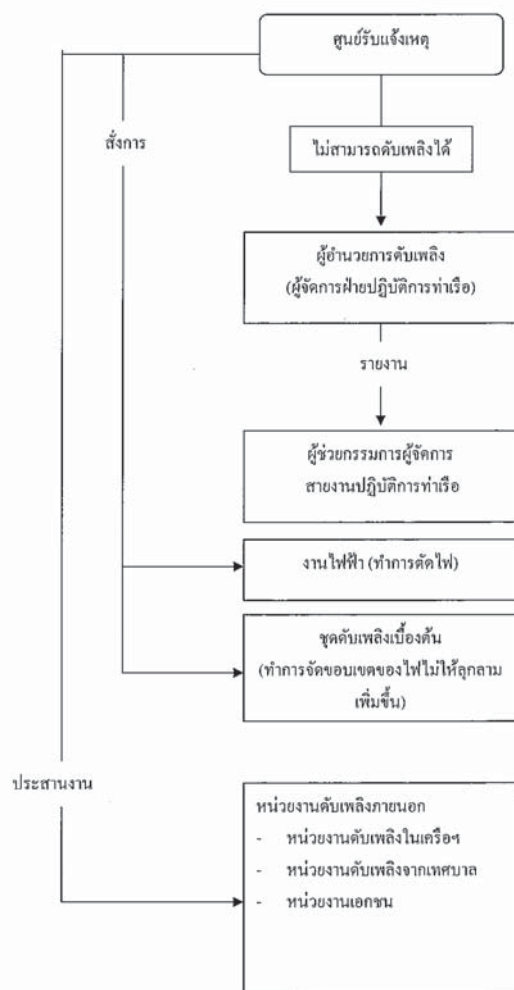 ศูนย์รับแจ้งเหตุ
สั่งการ
ไม่สามารถดับเพลิงได้
ผู้อำนวยการดับเพลิง
(ผู้จัดการฝ่ายปฏิบัติการท่าเรือ)
รายงาน
ผู้ช่วยกรรมการผู้จัดการ
สายงานปฏิบัติการท่าเรือ
งานไฟฟ้า (ทำการตัดไฟ)
ชุดดับเพลิงเบื้องต้น
(ทำการจัดขอบเขตของไฟไม่ให้ลุกลาม
เพิ่มขึ้น)
ประสานงาน
หน่วยงานดับเพลิงภายนอก
- หน่วยงานดับเพลิงในเครือฯ
- หน่วยงานดับเพลิงจากเทศบาล
- หน่วยงานเอกชน